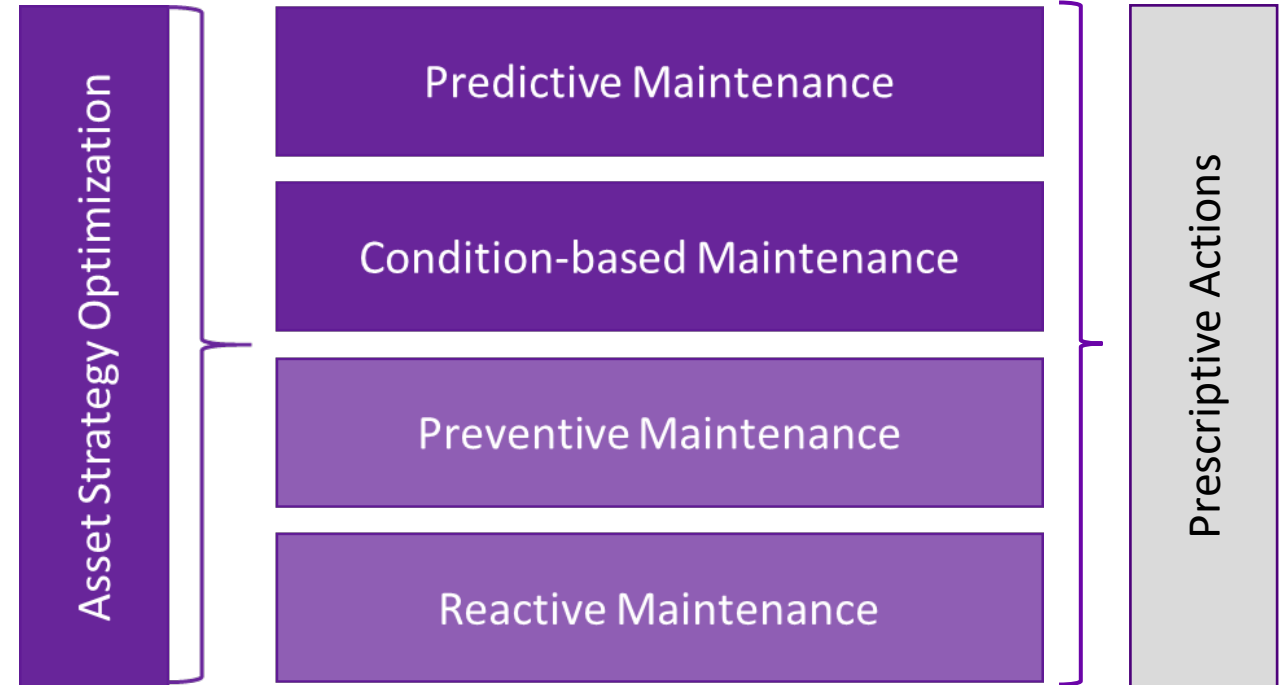 Asset Strategy Optimization
Predictive Maintenance
Condition-based Maintenance
Preventive Maintenance
Reactive Maintenance
Prescriptive Actions